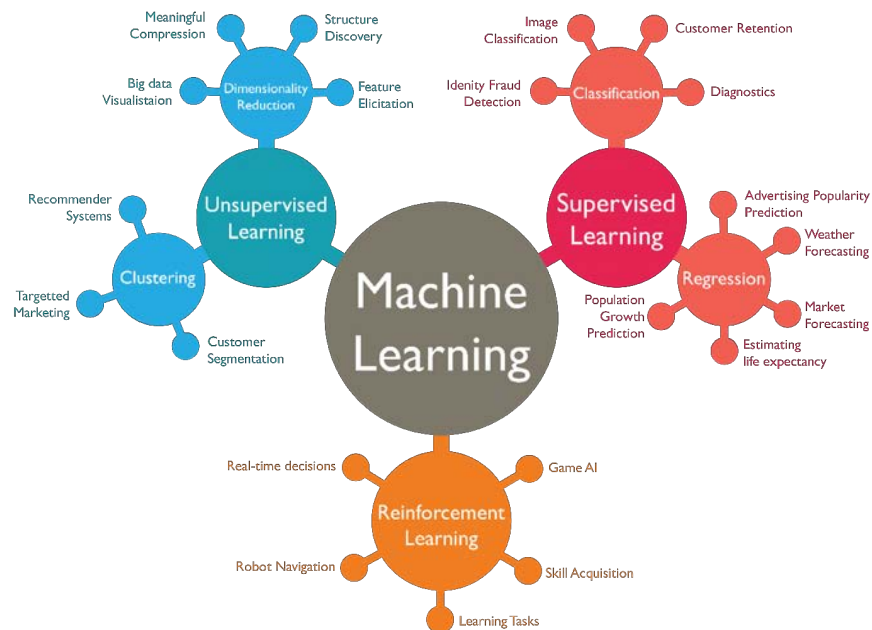 Meaningful
Compression
Structure
Discovery
Big data
Visualistaion
Dimensionality
Reduction
Feature
Elicitation
Image
Classification
Customer Retention
Idenity Fraud
Detection
Classification
Diagnostics
Recommender
Systems
Unsupervised
Learning
Clustering
Targetted
Marketing
Customer
Segmentation
Machine
Learning
Supervised
Learning
Advertising Popularity
Prediction
Weather
Forecasting
Regression
Population
Growth
Prediction
Market
Forecasting
Estimating
life expectancy
Real-time decisions
Game AI
Reinforcement
Learning
Robot Navigation
Skill Acquisition
Learning Tasks